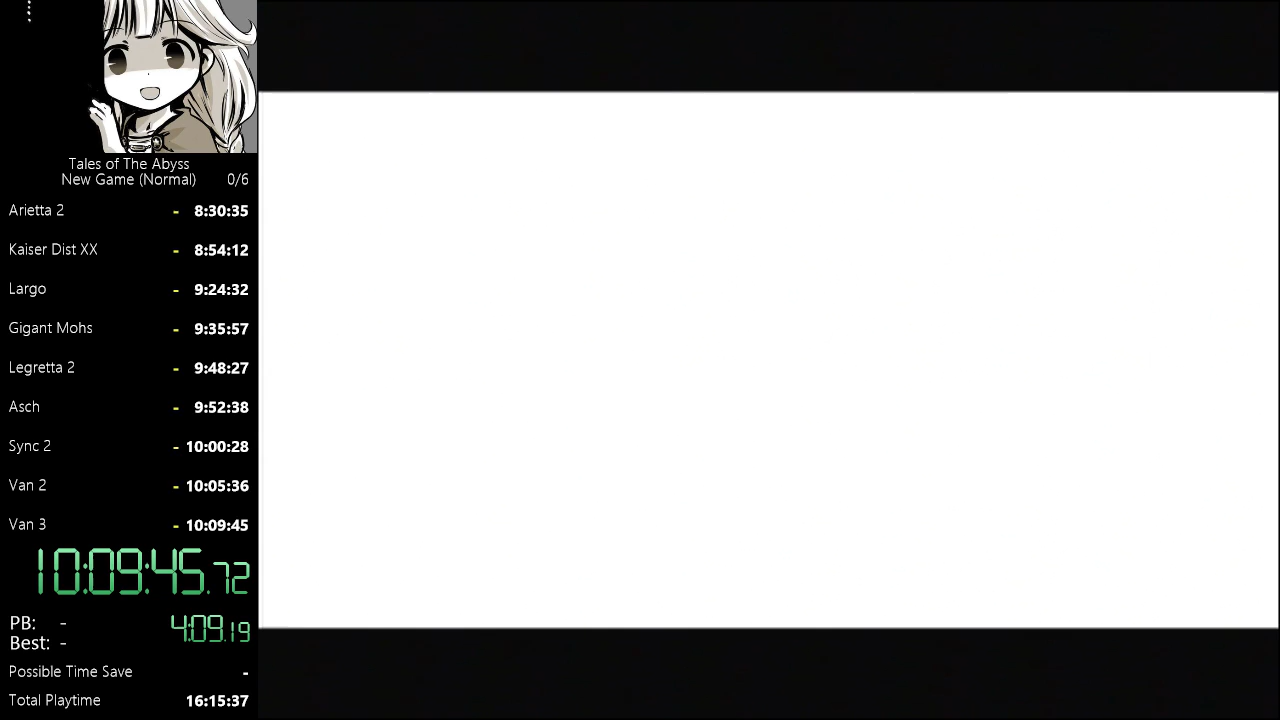 Tales of The Abyss
New Game (Normal) 0/6
Arietta 2 - 8:30:35
Kaiser Dist XX - 8:54:12
Largo - 9:24:32
Gigant Mohs - 9:35:57
Legretta 2 - 9:48:27
Asch - 9:52:38
Sync 2 - 10:00:28
Van 2 - 10:05:36
Van 3 - 10:09:45
10:09:45.72
PB: - 4:09.19
Best: -
Possible Time Save -
Total Playtime 16:15:37